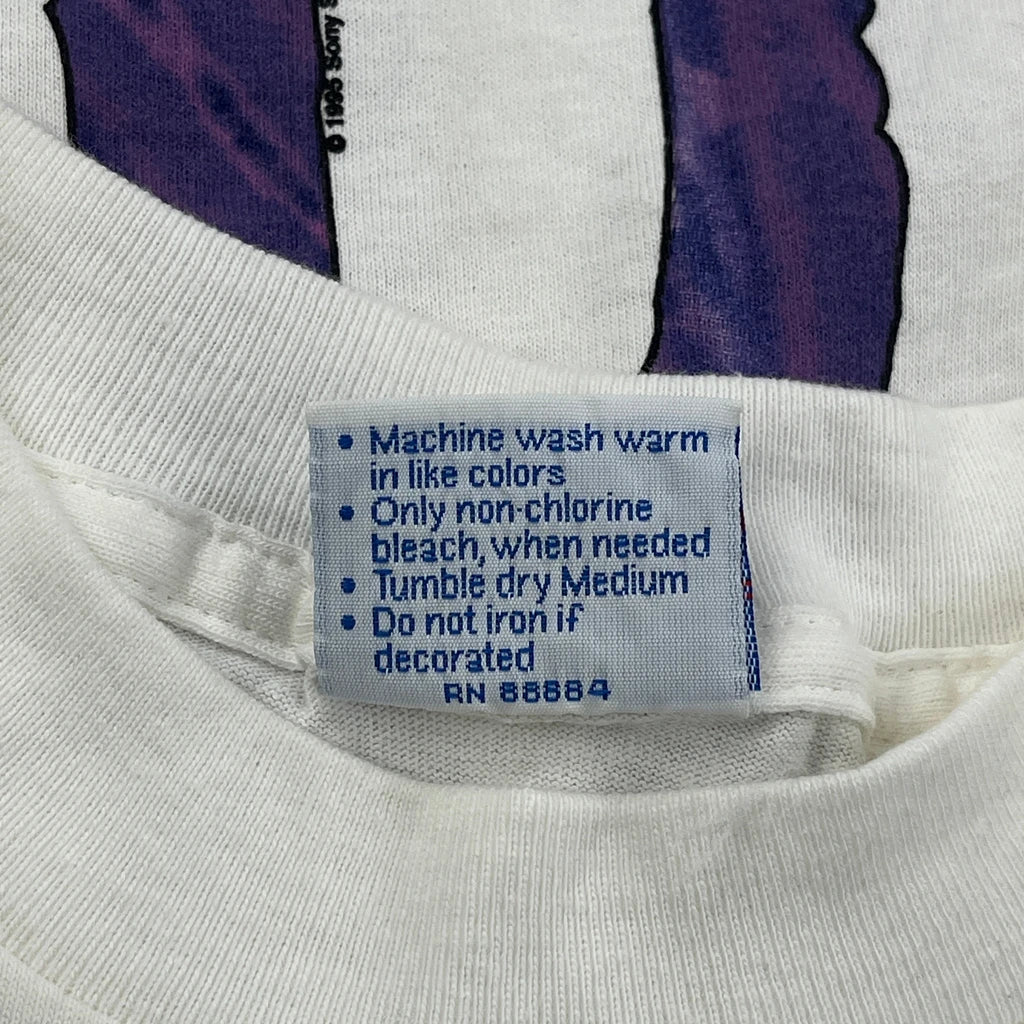 © 1995 Sony S
• Machine wash warm
in like colors
• Only non-chlorine
bleach, when needed
• Tumble dry Medium
• Do not iron if
decorated
RN 88884